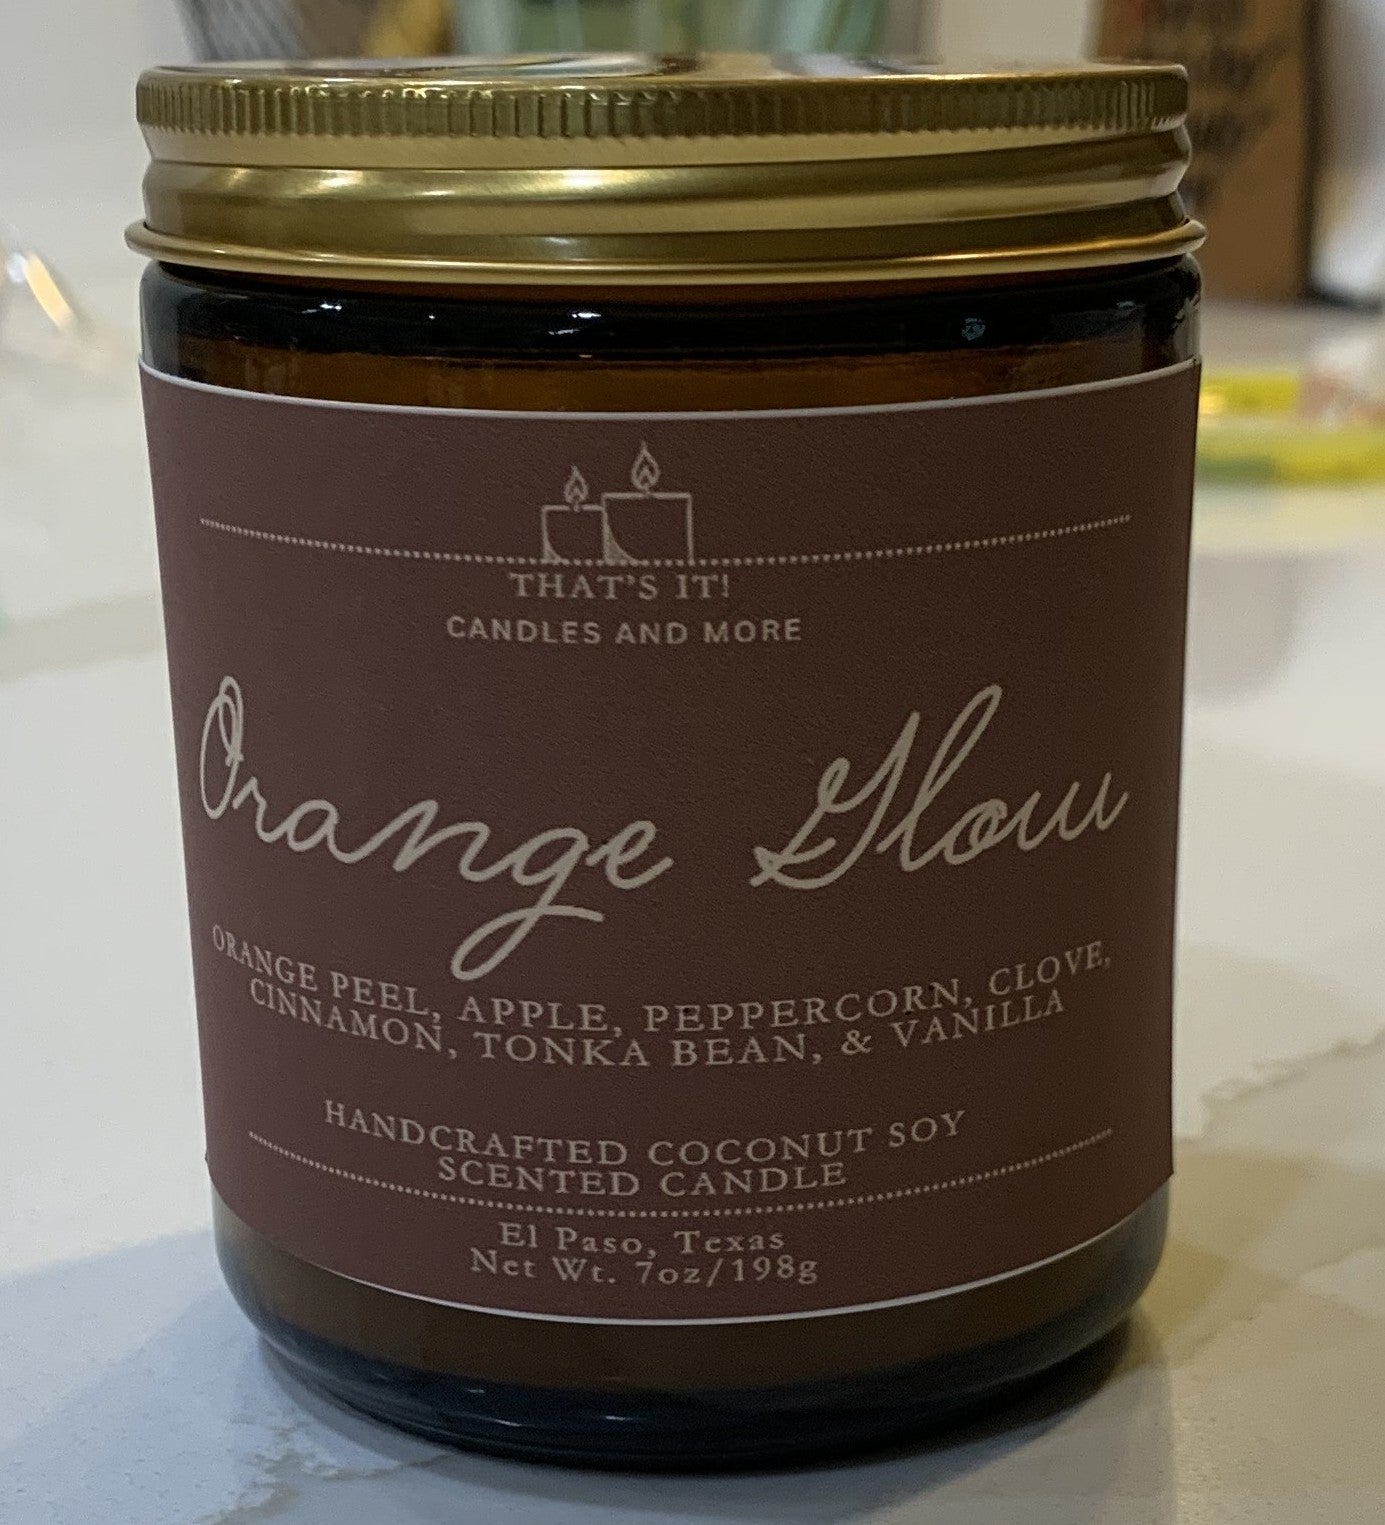 THAT'S IT!
CANDLES AND MORE
Orange Glow
ORANGE PEEL, APPLE, PEPPERCORN, CLOVE,
CINNAMON, TONKA BEAN, & VANILLA
HANDCRAFTED COCONUT SOY
SCENTED CANDLE
El Paso, Texas
Net Wt. 7oz/198g